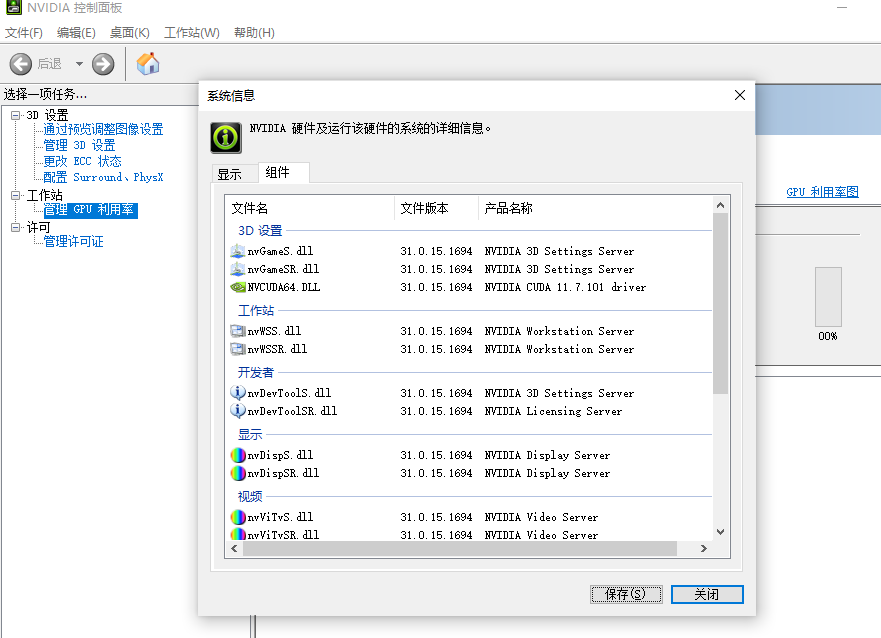 NVIDIA 控制面板
文件(F) 编辑(E) 桌面(K) 工作站(W) 帮助(H)
后退
选择一项任务...
3D 设置
通过预览调整图像设置
管理 3D 设置
更改 ECC 状态
配置 Surround、PhysX
工作站
管理 GPU 利用率
许可
管理许可证
系统信息
NVIDIA 硬件及运行该硬件的系统的详细信息。
显示 组件
文件名 文件版本 产品名称
3D 设置
nvGameS.dll 31.0.15.1694 NVIDIA 3D Settings Server
nvGameSR.dll 31.0.15.1694 NVIDIA 3D Settings Server
NVCUDA64.DLL 31.0.15.1694 NVIDIA CUDA 11.7.101 driver
工作站
nvWSS.dll 31.0.15.1694 NVIDIA Workstation Server
nvWSSR.dll 31.0.15.1694 NVIDIA Workstation Server
开发者
nvDevToolS.dll 31.0.15.1694 NVIDIA 3D Settings Server
nvDevToolSR.dll 31.0.15.1694 NVIDIA Licensing Server
显示
nvDispS.dll 31.0.15.1694 NVIDIA Display Server
nvDispSR.dll 31.0.15.1694 NVIDIA Display Server
视频
nvViTvS.dll 31.0.15.1694 NVIDIA Video Server
nvViTvSR.dll 31.0.15.1694 NVIDIA Video Server
保存(S) 关闭
GPU 利用率图
00%